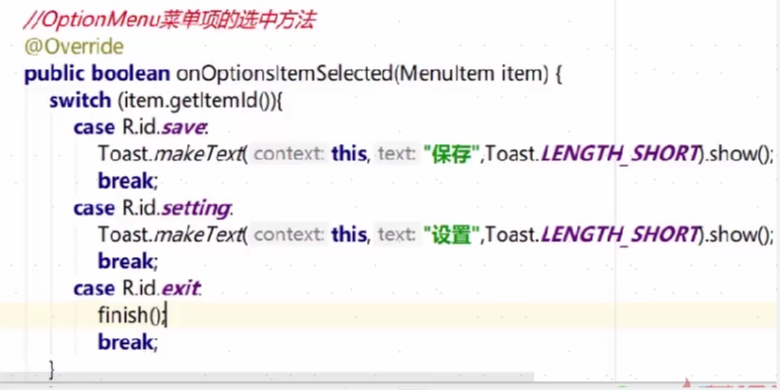 //OptionMenu菜单项的选中方法
@Override
public boolean onOptionsItemSelected(MenuItem item) {
switch (item.getItemId()){
case R.id.save:
Toast.makeText( context: this, text: "保存",Toast.LENGTH_SHORT).show();
break;
case R.id.setting:
Toast.makeText( context: this, text: "设置",Toast.LENGTH_SHORT).show();
break;
case R.id.exit:
finish();
break;
}